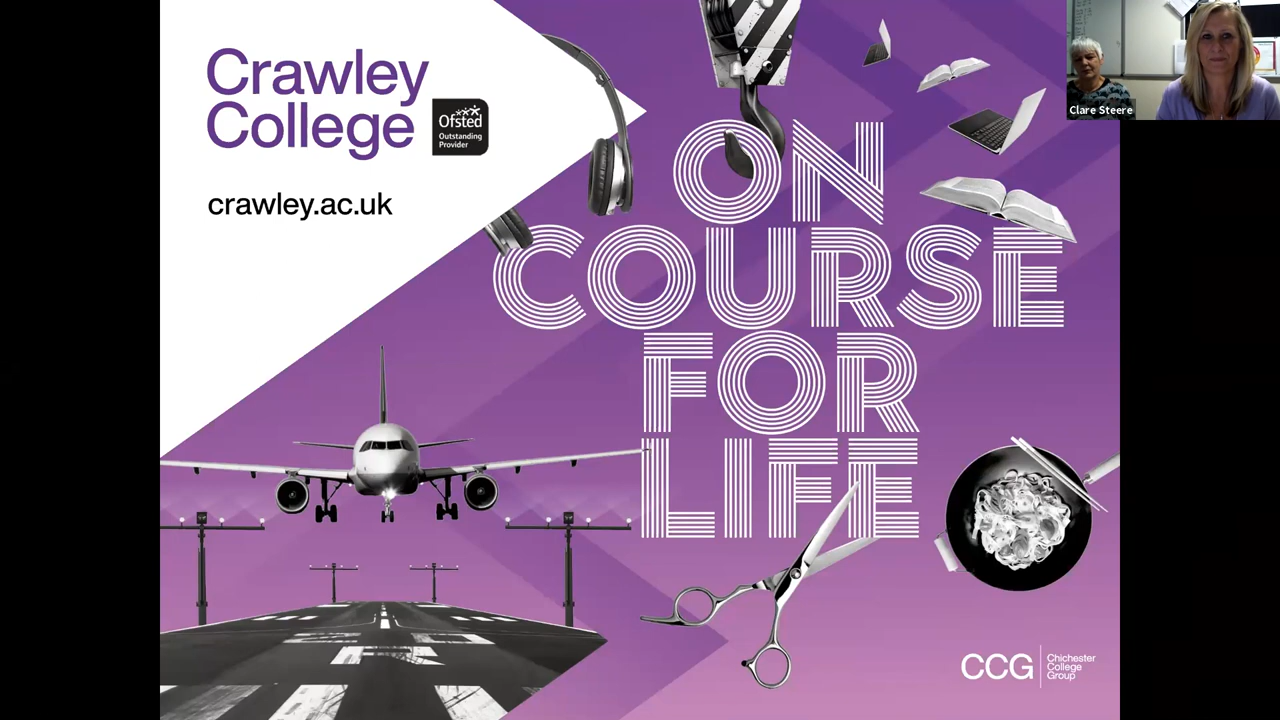 Crawley
College
Ofsted
Outstanding
Provider
crawley.ac.uk
ON
COURSE
FOR
LIFE
Clare Steere
CCG
Chichester
College
Group